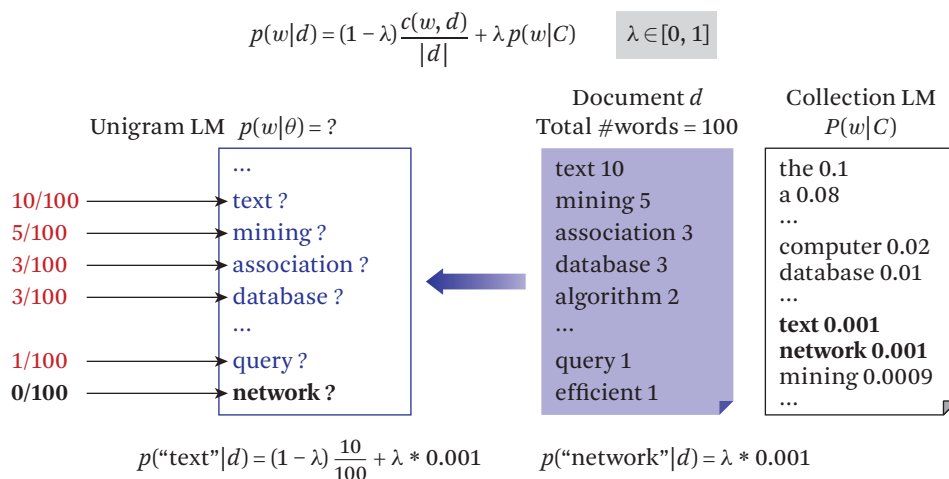 p(w|d) = (1 − λ) c(w, d) / |d| + λ p(w|C)   λ ∈ [0, 1]
Unigram LM p(w|θ) = ?
Document d
Total #words = 100
Collection LM
P(w|C)
...
10/100 text ?
5/100 mining ?
3/100 association ?
3/100 database ?
...
1/100 query ?
0/100 network ?
text 10
mining 5
association 3
database 3
algorithm 2
...
query 1
efficient 1
the 0.1
a 0.08
...
computer 0.02
database 0.01
...
text 0.001
network 0.001
mining 0.0009
...
p(“text”|d) = (1 − λ) 10/100 + λ * 0.001
p(“network”|d) = λ * 0.001